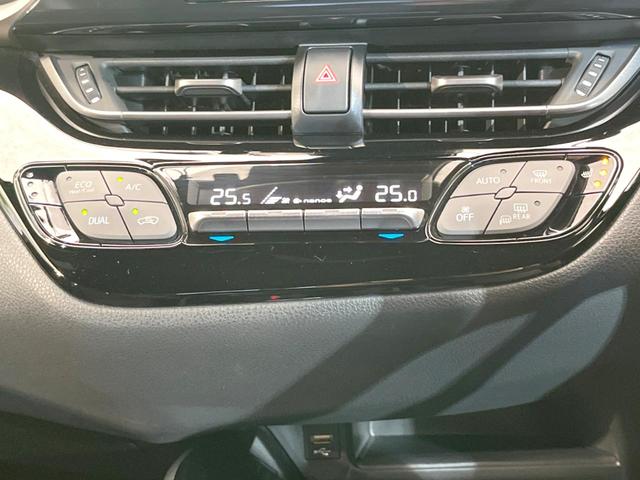 ECO
A/C
DUAL
25.5
nanoe
25.0
AUTO
FRONT
OFF
REAR